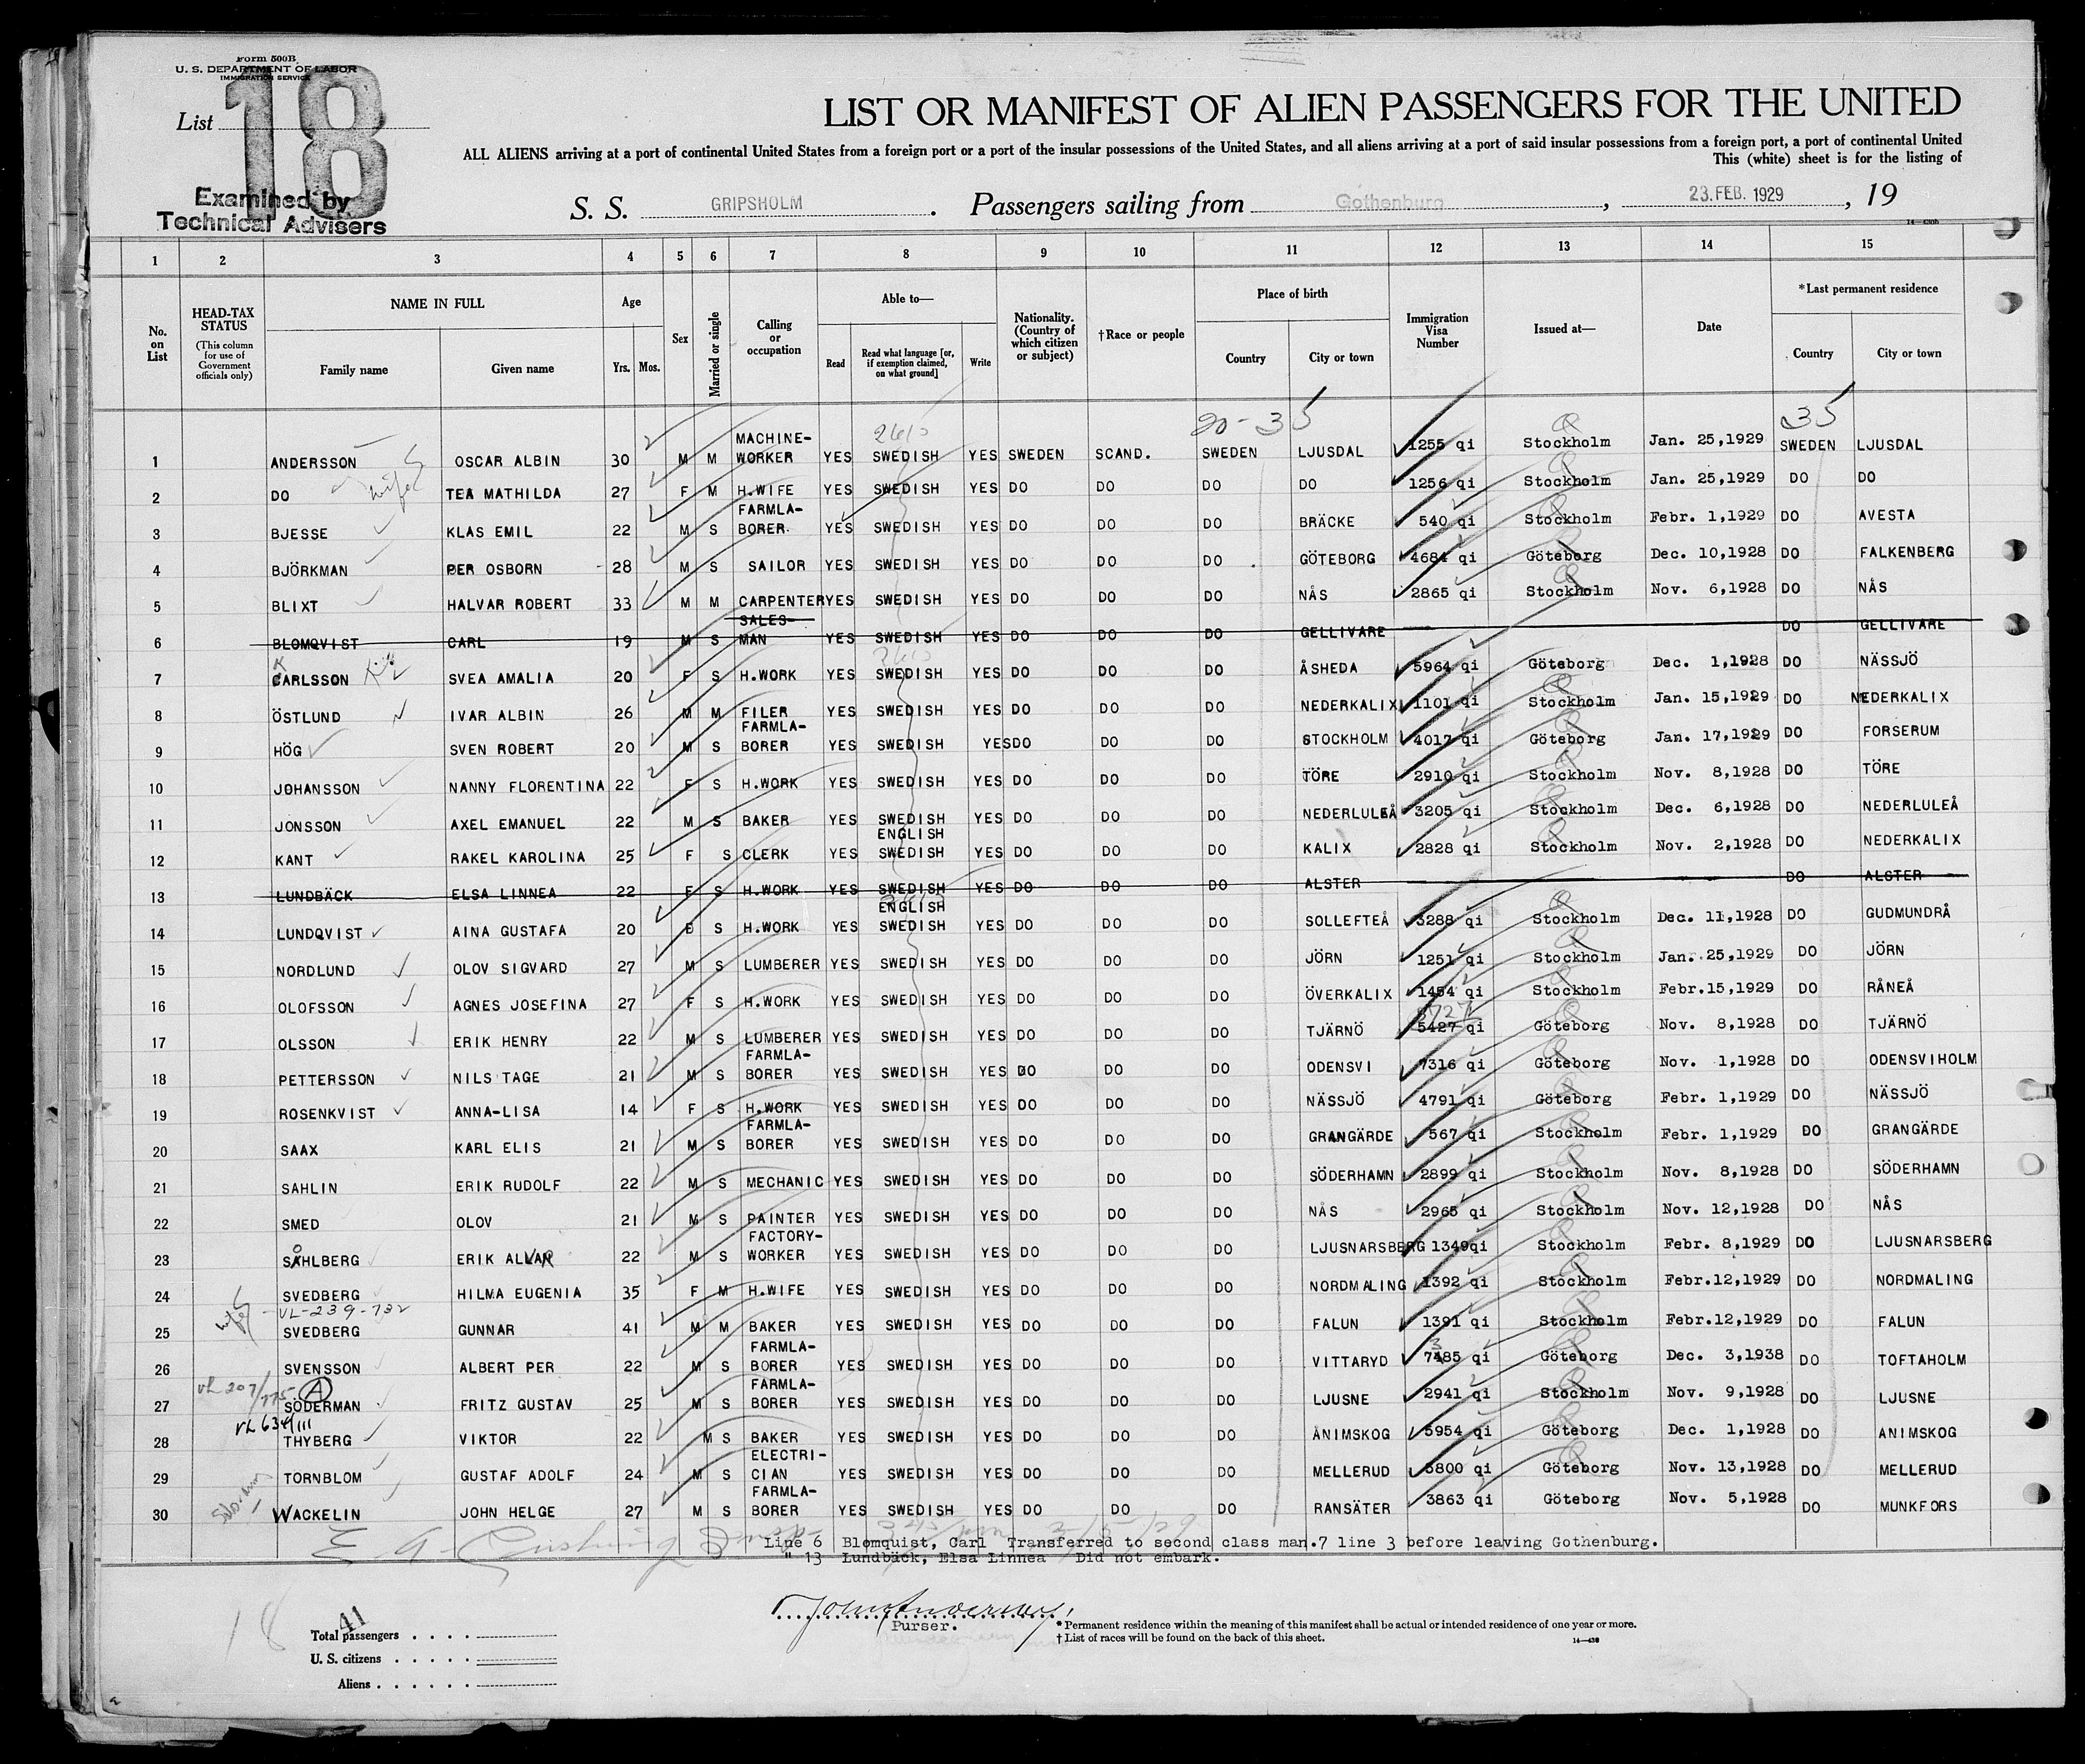 Form 500B
U. S. DEPARTMENT OF LABOR
IMMIGRATION SERVICE
List 18
Examined by
Technical Advisers
LIST OR MANIFEST OF ALIEN PASSENGERS FOR THE UNITED
ALL ALIENS arriving at a port of continental United States from a foreign port or a port of the insular possessions of the United States, and all aliens arriving at a port of said insular possessions from a foreign port, a port of continental United
This (white) sheet is for the listing of
S. S. GRIPSHOLM. Passengers sailing from Gothenburg, 23. FEB. 1929, 19
14—430b
1 2 3 4 5 6 7 8 9 10 11 12 13 14 15
No. on List
HEAD-TAX STATUS (This column for use of Government officials only)
NAME IN FULL
Family name
Given name
Age
Yrs. Mos.
Sex
Married or single
Calling or occupation
Able to—
Read
Read what language [or, if exemption claimed, on what ground]
Write
Nationality. (Country of which citizen or subject)
†Race or people
Place of birth
Country
City or town
Immigration Visa Number
Issued at—
Date
*Last permanent residence
Country
City or town
20-35 35
1 ANDERSSON OSCAR ALBIN 30 M M MACHINE-WORKER YES SWEDISH YES SWEDEN SCAND. SWEDEN LJUSDAL 1255 qi Stockholm Jan. 25,1929 SWEDEN LJUSDAL
2 DO wife TEA MATHILDA 27 F M H.WIFE YES SWEDISH YES DO DO DO DO 1256 qi Stockholm Jan. 25,1929 DO DO
3 BJESSE KLAS EMIL 22 M S FARMLA-BORER. YES SWEDISH YES DO DO DO BRÄCKE 540 qi Stockholm Febr. 1,1929 DO AVESTA
4 BJÖRKMAN PER OSBORN 28 M S SAILOR YES SWEDISH YES DO DO DO GÖTEBORG 4684 qi Göteborg Dec. 10,1928 DO FALKENBERG
5 BLIXT HALVAR ROBERT 33 M M CARPENTER YES SWEDISH YES DO DO DO NÅS 2865 qi Stockholm Nov. 6,1928 DO NÅS
6 BLOMQVIST CARL 19 M S SALES-MAN YES SWEDISH YES DO DO DO GELLIVARE DO GELLIVARE
7 CARLSSON K SVEA AMALIA 20 F S H.WORK YES SWEDISH YES DO DO DO ÅSHEDA 5964 qi Göteborg Dec. 1,1928 DO NÄSSJÖ
8 ÖSTLUND IVAR ALBIN 26 M M FILER YES SWEDISH YES DO DO DO NEDERKALIX 1101 qi Stockholm Jan. 15,1929 DO NEDERKALIX
9 HÖG SVEN ROBERT 20 M S FARMLA-BORER YES SWEDISH YES DO DO DO STOCKHOLM 4017 qi Göteborg Jan. 17,1929 DO FORSERUM
10 JOHANSSON NANNY FLORENTINA 22 F S H.WORK YES SWEDISH YES DO DO DO TÖRE 2910 qi Stockholm Nov. 8,1928 DO TÖRE
11 JONSSON AXEL EMANUEL 22 M S BAKER YES SWEDISH YES DO DO DO NEDERLULEÅ 3205 qi Stockholm Dec. 6,1928 DO NEDERLULEÅ
12 KANT RAKEL KAROLINA 25 F S CLERK YES ENGLISH SWEDISH YES DO DO DO KALIX 2828 qi Stockholm Nov. 2,1928 DO NEDERKALIX
13 LUNDBÄCK ELSA LINNEA 22 F S H.WORK YES SWEDISH YES DO DO DO ALSTER DO ALSTER
14 LUNDQVIST AINA GUSTAFA 20 S H.WORK YES ENGLISH SWEDISH YES DO DO DO SOLLEFTEÅ 3288 qi Stockholm Dec. 11,1928 DO GUDMUNDRÅ
15 NORDLUND OLOV SIGVARD 27 M S LUMBERER YES SWEDISH YES DO DO DO JÖRN 1251 qi Stockholm Jan. 25,1929 DO JÖRN
16 OLOFSSON AGNES JOSEFINA 27 F S H.WORK YES SWEDISH YES DO DO DO ÖVERKALIX 1454 qi Stockholm Febr.15,1929 DO RÅNEÅ
17 OLSSON ERIK HENRY 22 M S LUMBERER YES SWEDISH YES DO DO DO TJÄRNÖ 5427 qi Göteborg Nov. 8,1928 DO TJÄRNÖ
18 PETTERSSON NILS TAGE 21 M S FARMLA-BORER YES SWEDISH YES DO DO DO ODENSVI 7316 qi Göteborg Nov. 1,1928 DO ODENSVIHOLM
19 ROSENKVIST ANNA-LISA 14 F S H.WORK YES SWEDISH YES DO DO DO NÄSSJÖ 4791 qi Göteborg Febr. 1,1929 DO NÄSSJÖ
20 SAAX KARL ELIS 21 M S FARMLA-BORER YES SWEDISH YES DO DO DO GRANGÄRDE 567 qi Stockholm Febr. 1,1929 DO GRANGÄRDE
21 SAHLIN ERIK RUDOLF 22 M S MECHANIC YES SWEDISH YES DO DO DO SÖDERHAMN 2899 qi Stockholm Nov. 8,1928 DO SÖDERHAMN
22 SMED OLOV 21 M S PAINTER YES SWEDISH YES DO DO DO NÅS 2965 qi Stockholm Nov. 12,1928 DO NÅS
23 SAHLBERG ERIK ALLAN 22 M S FACTORY-WORKER YES SWEDISH YES DO DO DO LJUSNARSBERG 1349qi Stockholm Febr. 8,1929 DO LJUSNARSBERG
24 SVEDBERG HILMA EUGENIA 35 F M H.WIFE YES SWEDISH YES DO DO DO NORDMALING 1392 qi Stockholm Febr.12,1929 DO NORDMALING
wife VL-239-732
25 SVEDBERG GUNNAR 41 M M BAKER YES SWEDISH YES DO DO DO FALUN 1391 qi Stockholm Febr.12,1929 DO FALUN
26 SVENSSON ALBERT PER 22 M S FARMLA-BORER YES SWEDISH YES DO DO DO VITTARYD 7485 qi Göteborg Dec. 3,1938 DO TOFTAHOLM
A
27 SÖDERMAN FRITZ GUSTAV 25 M S FARMLA-BORER YES SWEDISH YES DO DO DO LJUSNE 2941 qi Stockholm Nov. 9,1928 DO LJUSNE
28 THYBERG VIKTOR 22 M S BAKER YES SWEDISH YES DO DO DO ÅNIMSKOG 5954 qi Göteborg Dec. 1,1928 DO ANIMSKOG
29 TORNBLOM GUSTAF ADOLF 24 M S ELECTRI-CIAN YES SWEDISH YES DO DO DO MELLERUD 5800 qi Göteborg Nov. 13,1928 DO MELLERUD
30 WACKELIN JOHN HELGE 27 M S FARMLA-BORER YES SWEDISH YES DO DO DO RANSÄTER 3863 qi Göteborg Nov. 5,1928 DO MUNKFORS
Line 6 Blomquist, Carl Transferred to second class man.7 line 3 before leaving Gothenburg.
" 13 Lundbäck, Elsa Linnea Did not embark.
18
41
Purser.
Total passengers
U. S. citizens
Aliens
* Permanent residence within the meaning of this manifest shall be actual or intended residence of one year or more.
† List of races will be found on the back of this sheet.
14—430